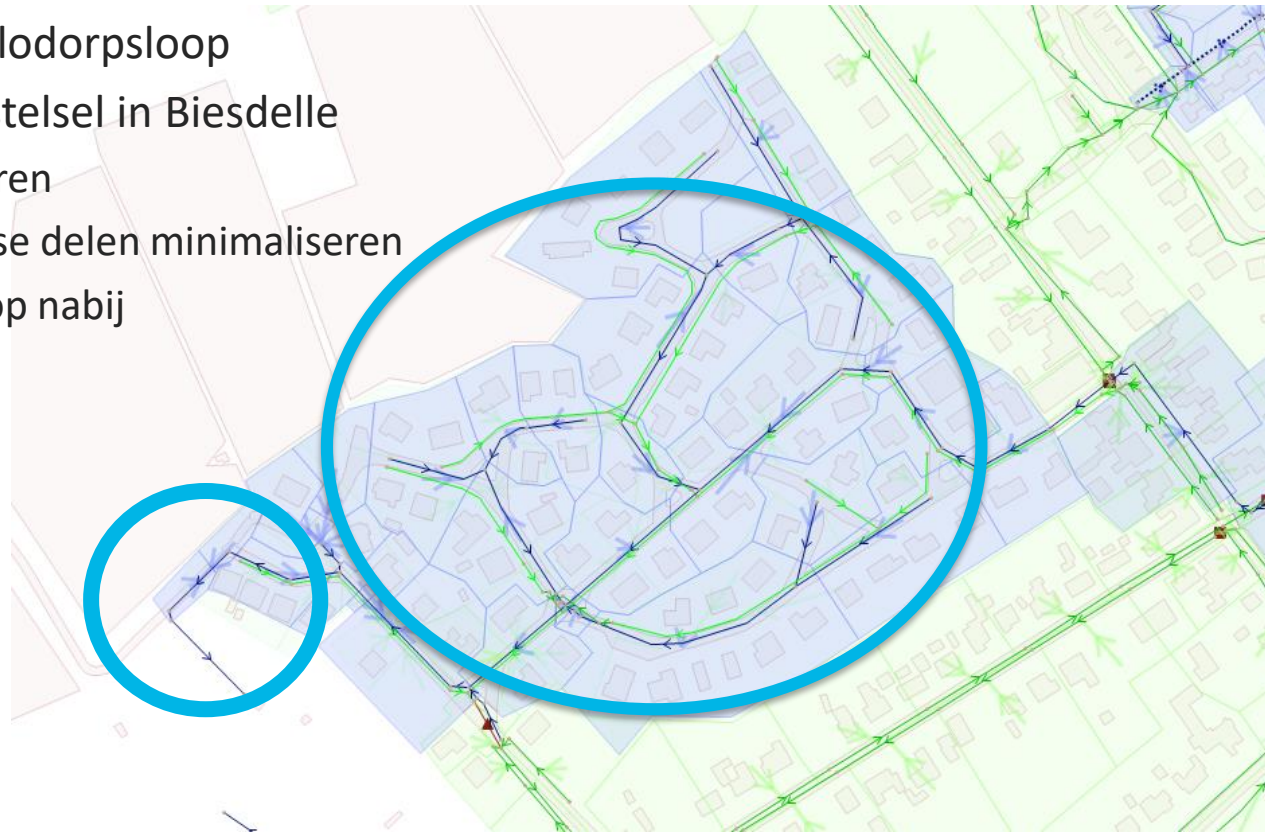 lodorpsloop
telsel in Biesdelle
ren
se delen minimaliseren
op nabij